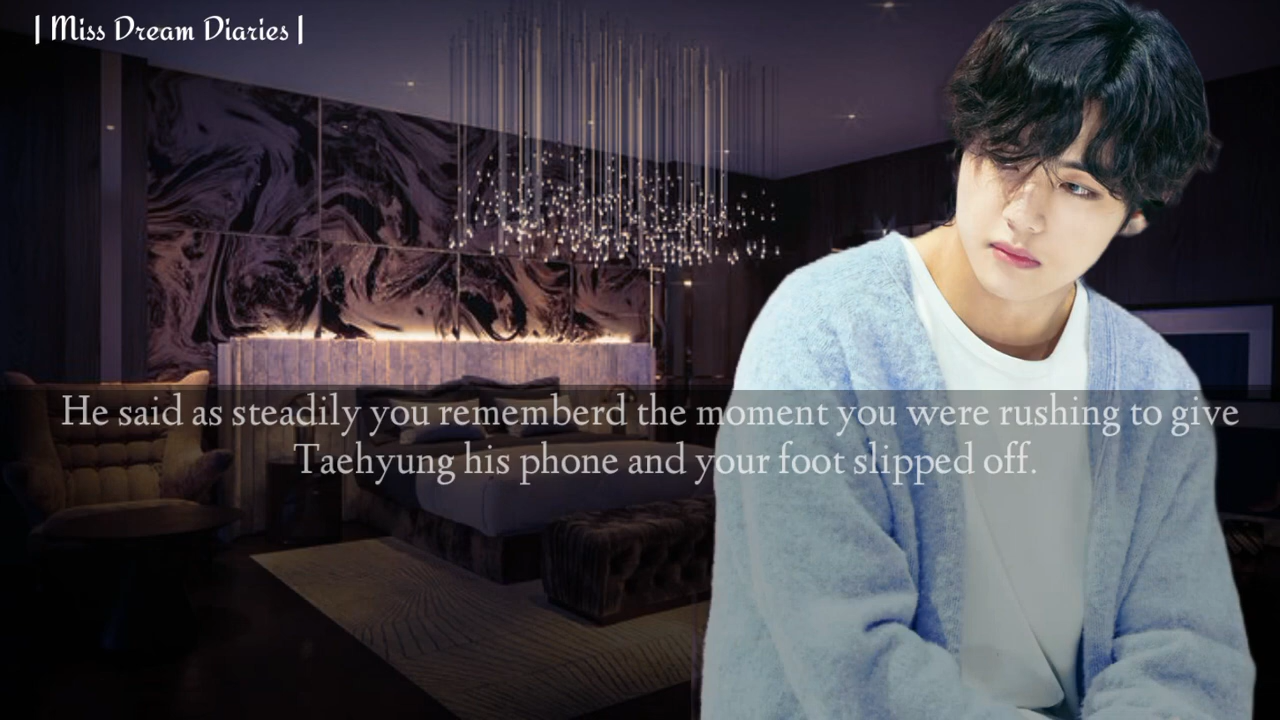 | Miss Dream Diaries |
He said as steadily you rememberd the moment you were rushing to give
Taehyung his phone and your foot slipped off.